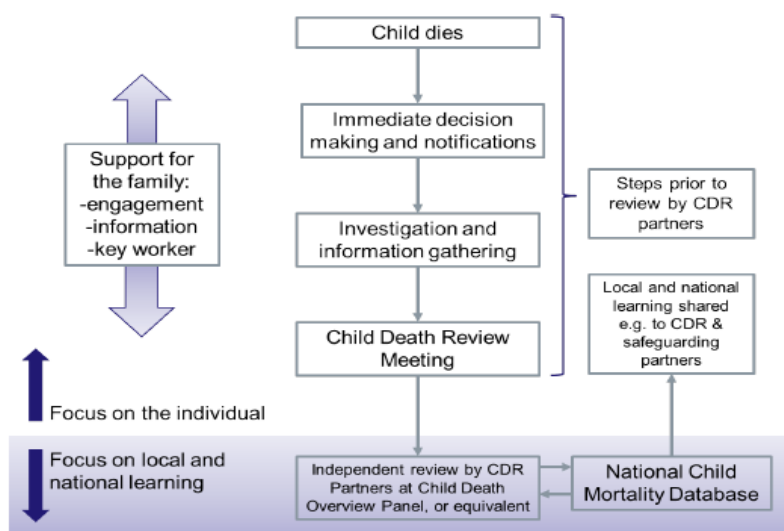 Child dies
Immediate decision
making and notifications
Support for
the family:
-engagement
-information
-key worker
Steps prior to
review by CDR
partners
Investigation and
information gathering
Local and national
learning shared
e.g. to CDR &
safeguarding
partners
Child Death Review
Meeting
Focus on the individual
Focus on local and
national learning
Independent review by CDR
Partners at Child Death
Overview Panel, or equivalent
National Child
Mortality Database